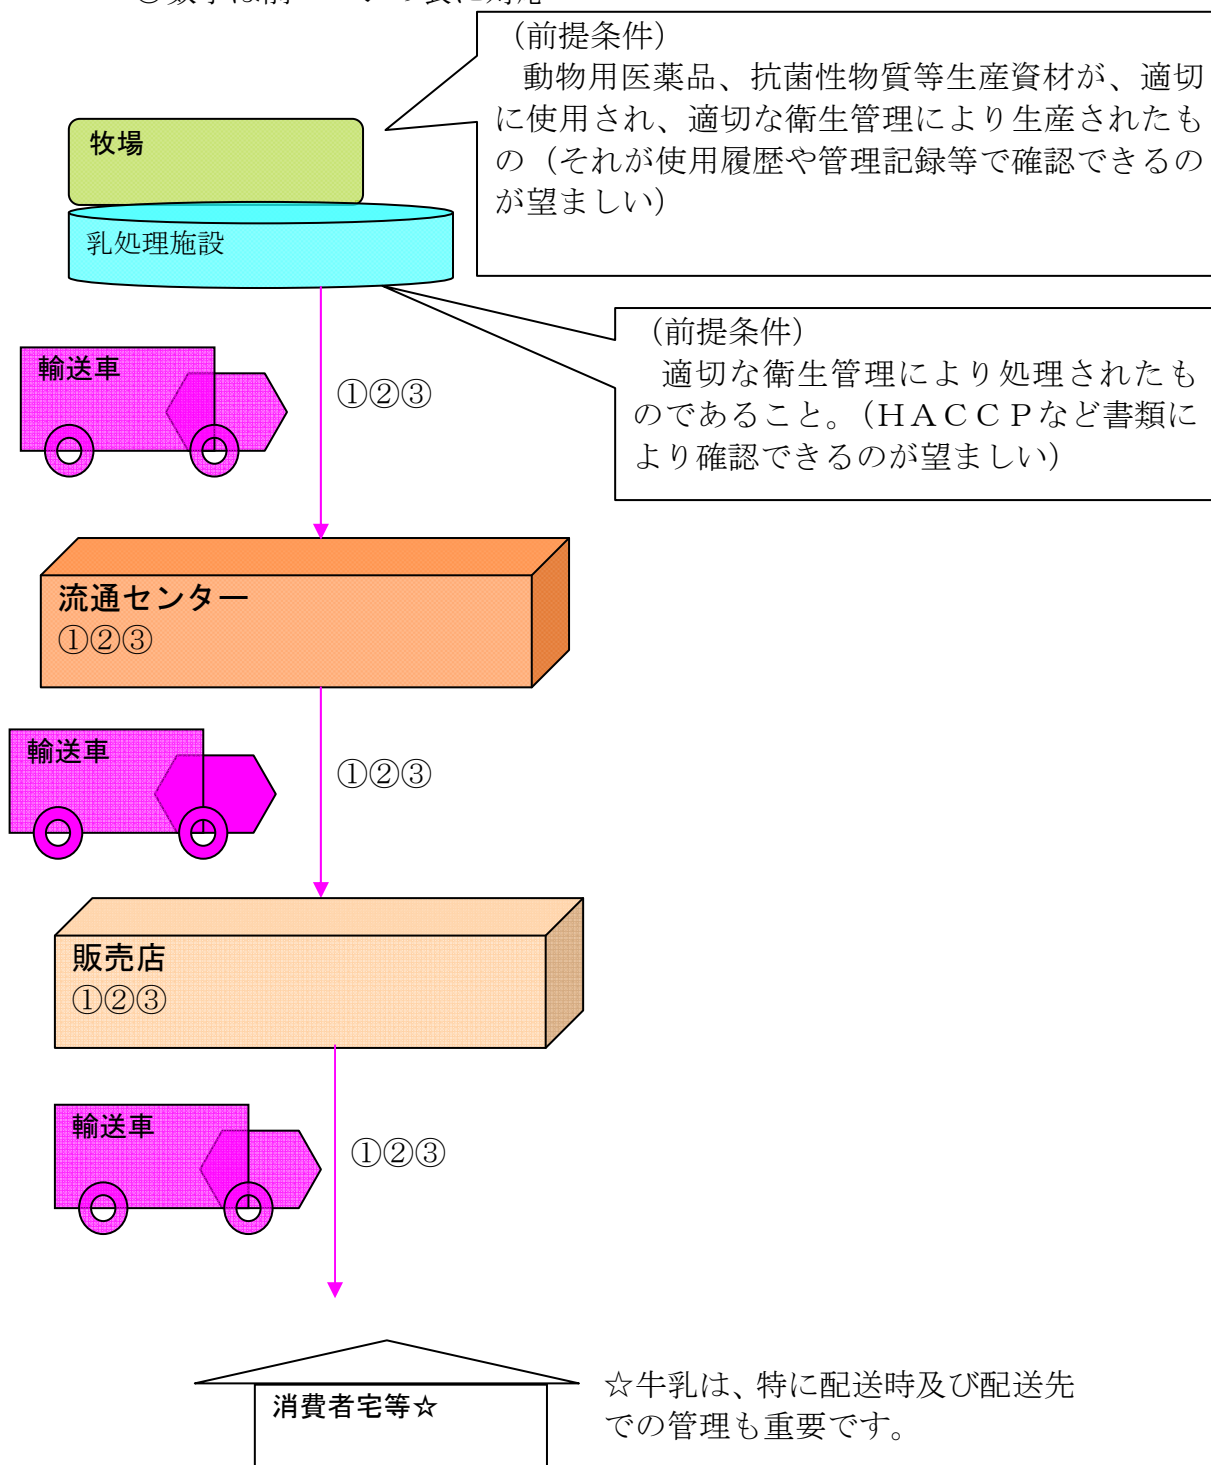 （前提条件）
動物用医薬品、抗菌性物質等生産資材が、適切
に使用され、適切な衛生管理により生産されたも
の（それが使用履歴や管理記録等で確認できるの
が望ましい）
牧場
乳処理施設
（前提条件）
適切な衛生管理により処理されたも
のであること。（ＨＡＣＣＰなど書類に
より確認できるのが望ましい）
輸送車
①②③
流通センター
①②③
輸送車
①②③
販売店
①②③
輸送車
①②③
消費者宅等☆
☆牛乳は、特に配送時及び配送先
での管理も重要です。